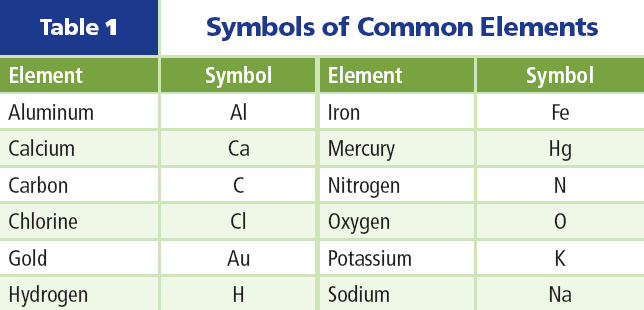 Table 1 Symbols of Common Elements
Element Symbol Element Symbol
Aluminum Al Iron Fe
Calcium Ca Mercury Hg
Carbon C Nitrogen N
Chlorine Cl Oxygen O
Gold Au Potassium K
Hydrogen H Sodium Na